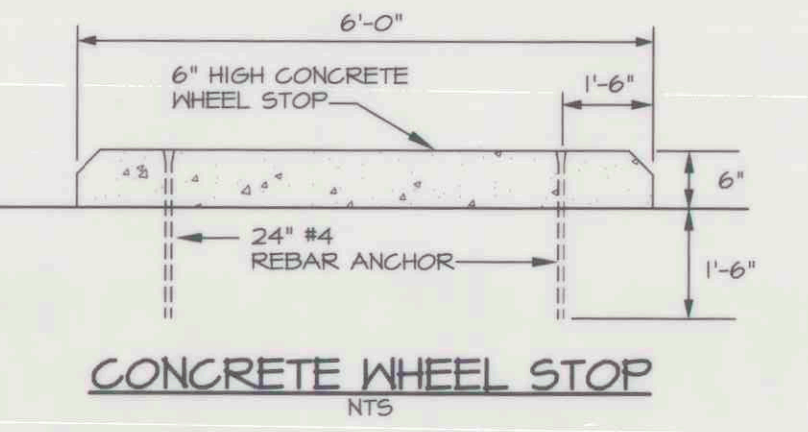 6'-0"
6" HIGH CONCRETE
WHEEL STOP
1'-6"
6"
24" #4
REBAR ANCHOR
1'-6"
CONCRETE WHEEL STOP
NTS